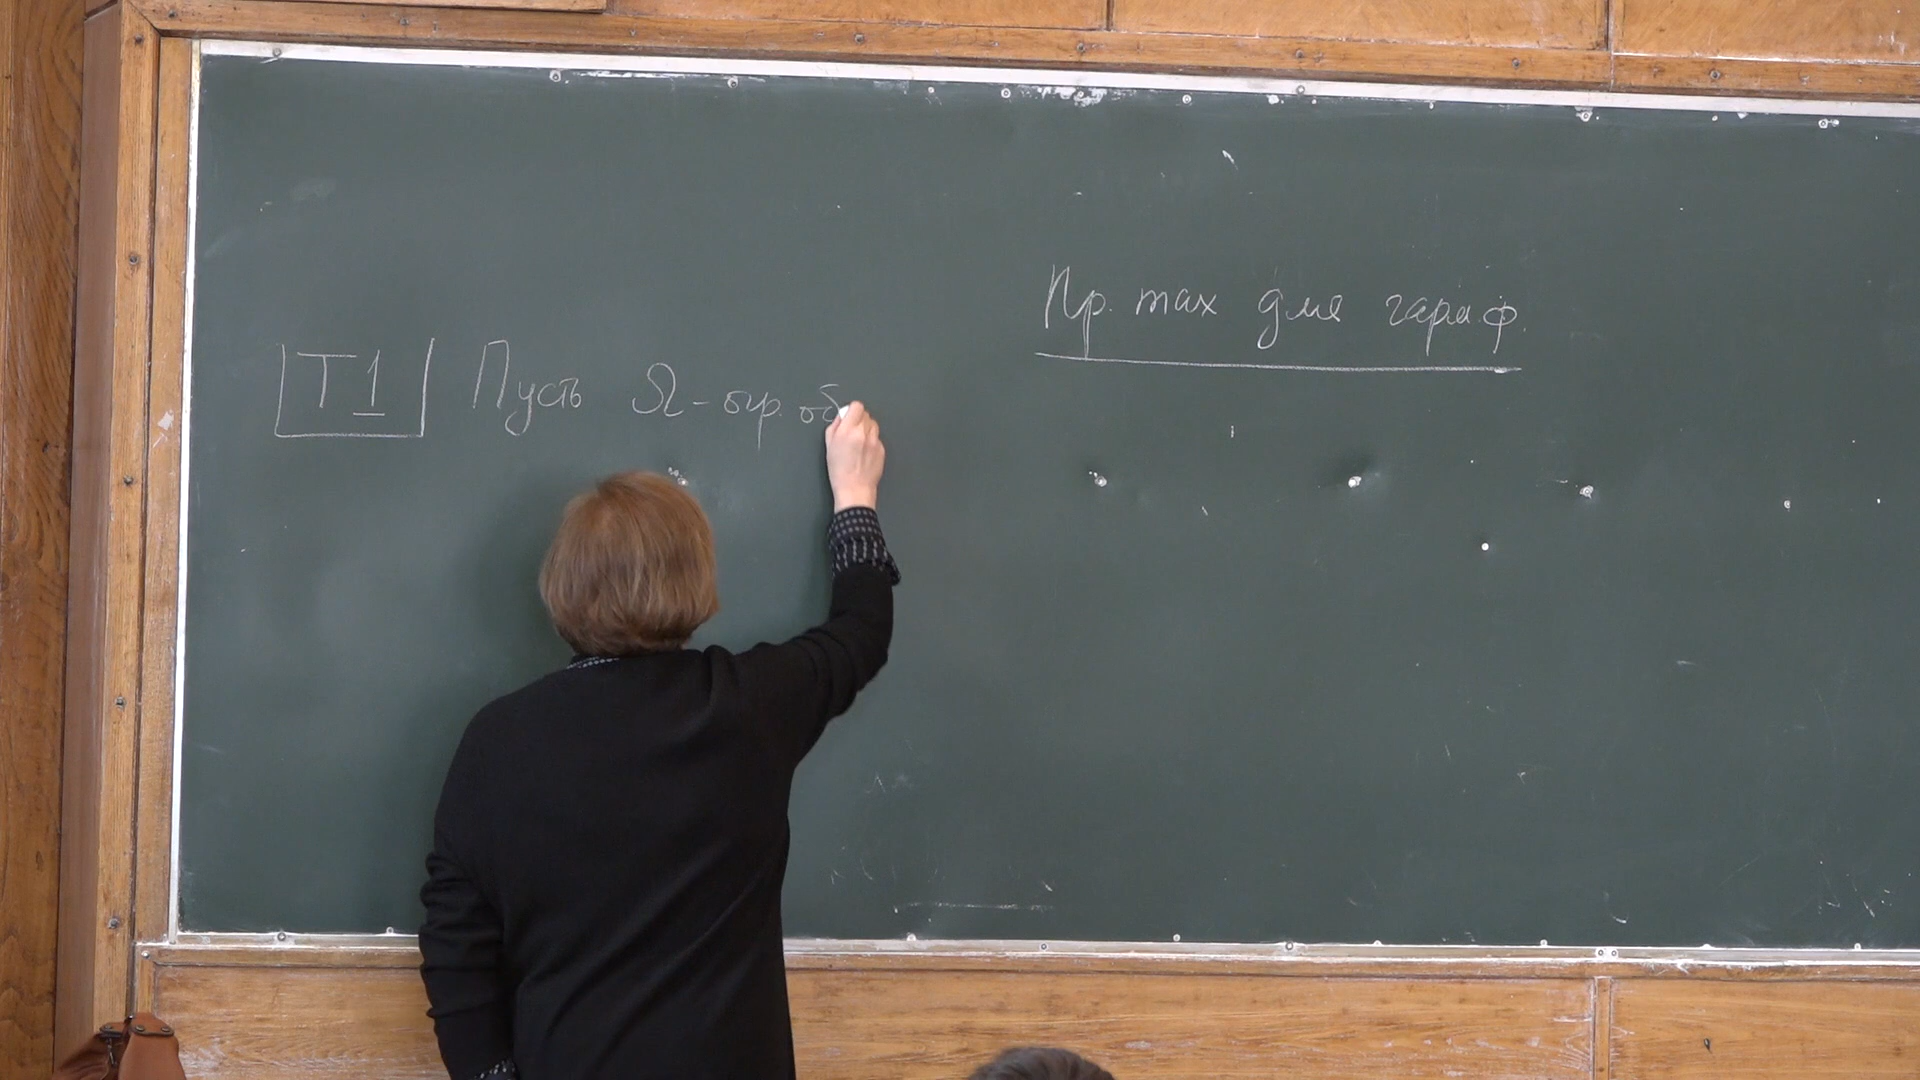 Пр. max для гарм. ф.
T1 Пусть Ω - огр. об